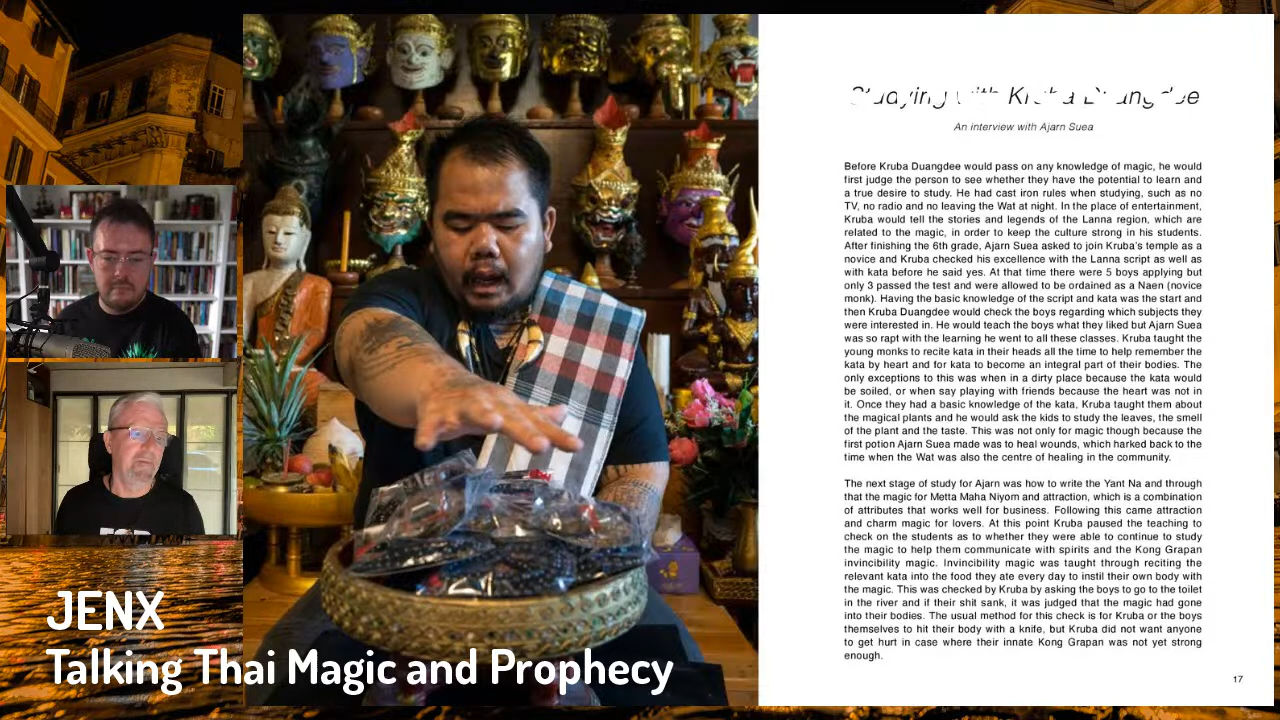 Studying with Kruba Duangdee
An interview with Ajarn Suea
Before Kruba Duangdee would pass on any knowledge of magic, he would
first judge the person to see whether they have the potential to learn and
a true desire to study. He had cast iron rules when studying, such as no
TV, no radio and no leaving the Wat at night. In the place of entertainment,
Kruba would tell the stories and legends of the Lanna region, which are
related to the magic, in order to keep the culture strong in his students.
After finishing the 6th grade, Ajarn Suea asked to join Kruba's temple as a
novice and Kruba checked his excellence with the Lanna script as well as
with kata before he said yes. At that time there were 5 boys applying but
only 3 passed the test and were allowed to be ordained as a Naen (novice
monk). Having the basic knowledge of the script and kata was the start and
then Kruba Duangdee would check the boys regarding which subjects they
were interested in. He would teach the boys what they liked but Ajarn Suea
was so rapt with the learning he went to all these classes. Kruba taught the
young monks to recite kata in their heads all the time to help remember the
kata by heart and for kata to become an integral part of their bodies. The
only exceptions to this was when in a dirty place because the kata would
be soiled, or when say playing with friends because the heart was not in
it. Once they had a basic knowledge of the kata, Kruba taught them about
the magical plants and he would ask the kids to study the leaves, the smell
of the plant and the taste. This was not only for magic though because the
first potion Ajarn Suea made was to heal wounds, which harked back to the
time when the Wat was also the centre of healing in the community.
The next stage of study for Ajarn was how to write the Yant Na and through
that the magic for Metta Maha Niyom and attraction, which is a combination
of attributes that works well for business. Following this came attraction
and charm magic for lovers. At this point Kruba paused the teaching to
check on the students as to whether they were able to continue to study
the magic to help them communicate with spirits and the Kong Grapan
invincibility magic. Invincibility magic was taught through reciting the
relevant kata into the food they ate every day to instil their own body with
the magic. This was checked by Kruba by asking the boys to go to the toilet
in the river and if their shit sank, it was judged that the magic had gone
into their bodies. The usual method for this check is for Kruba or the boys
themselves to hit their body with a knife, but Kruba did not want anyone
to get hurt in case where their innate Kong Grapan was not yet strong
enough.
17
JENX
Talking Thai Magic and Prophecy